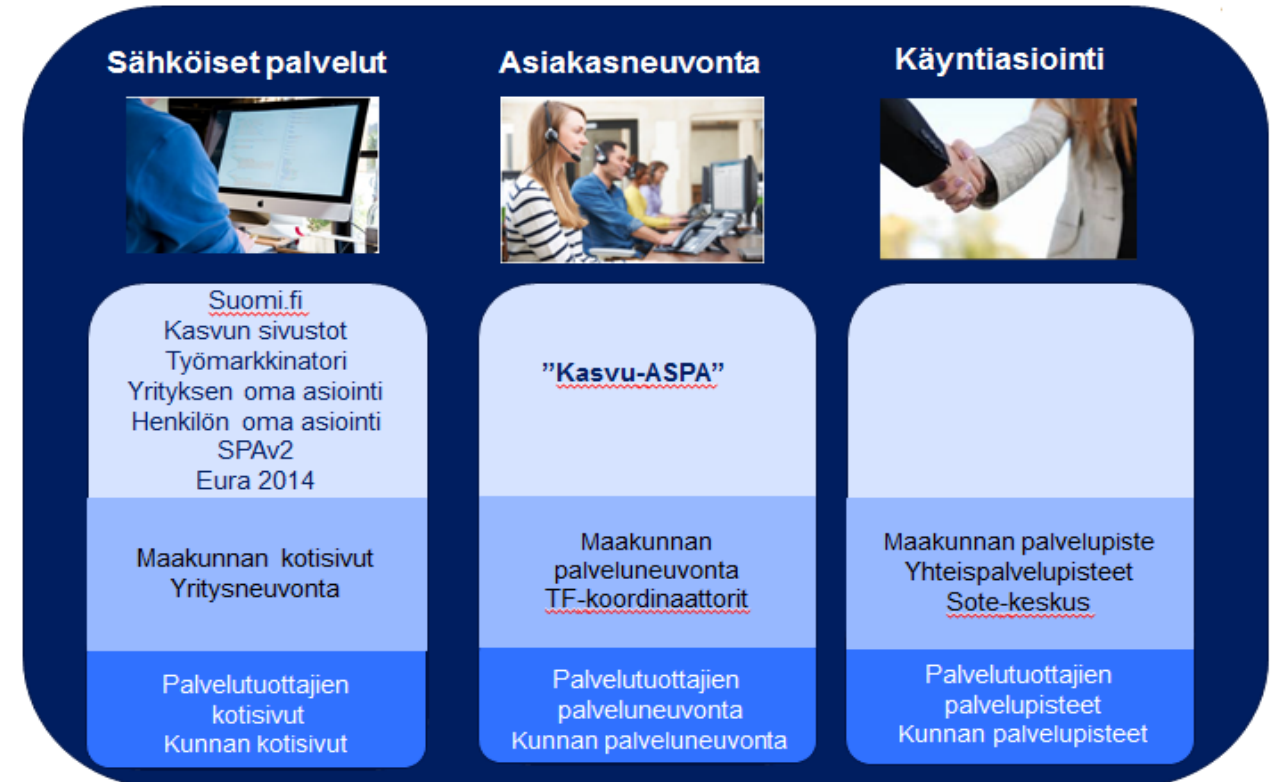 Sähköiset palvelut
Suomi.fi
Kasvun sivustot
Työmarkkinatori
Yrityksen oma asiointi
Henkilön oma asiointi
SPAv2
Eura 2014
Maakunnan kotisivut
Yritysneuvonta
Palvelutuottajien
kotisivut
Kunnan kotisivut
Asiakasneuvonta
”Kasvu-ASPA”
Maakunnan
palveluneuvonta
TF-koordinaattorit
Palvelutuottajien
palveluneuvonta
Kunnan palveluneuvonta
Käyntiasiointi
Maakunnan palvelupiste
Yhteispalvelupisteet
Sote-keskus
Palvelutuottajien
palvelupisteet
Kunnan palvelupisteet